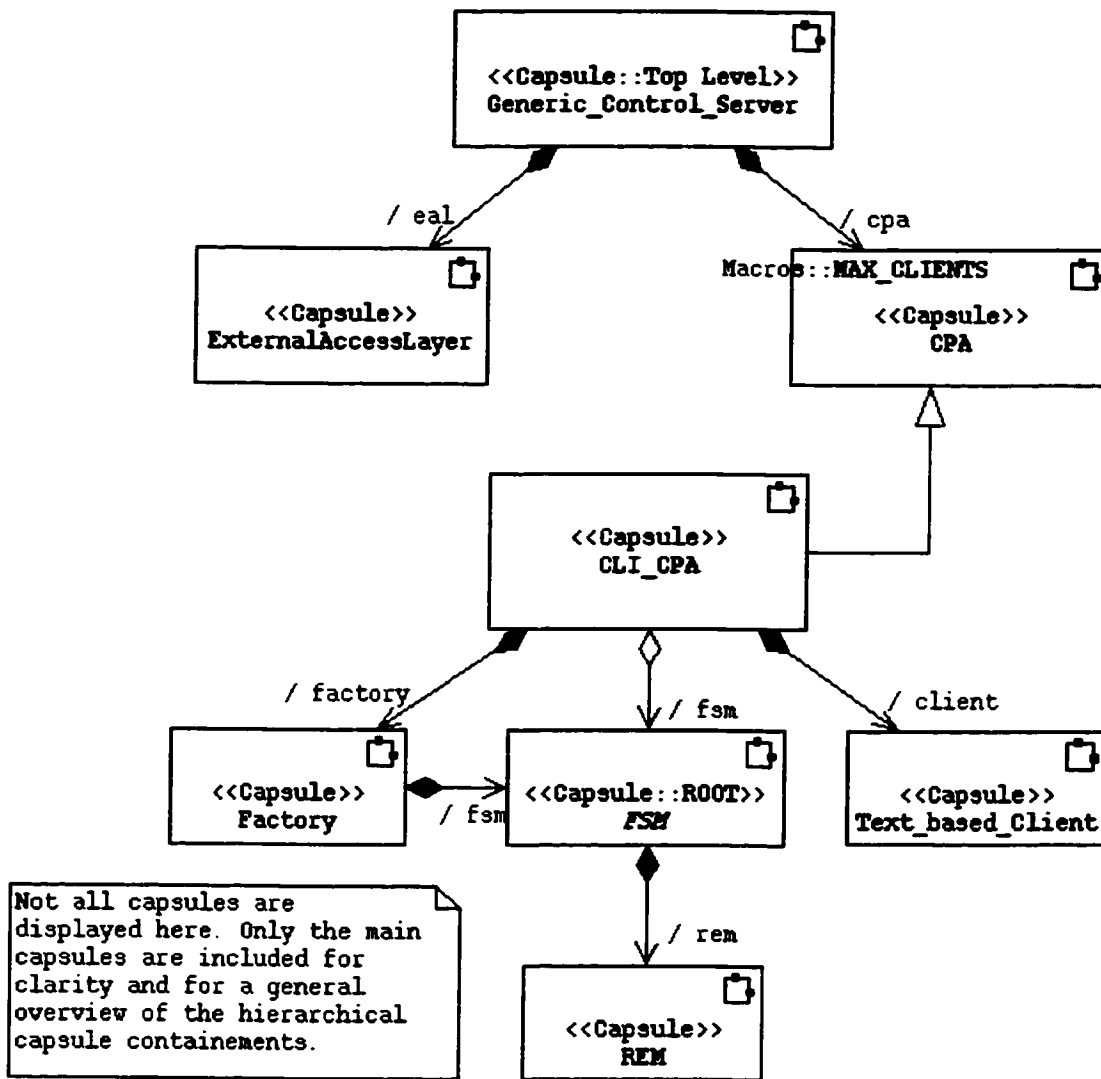 <<Capsule::Top Level>>
Generic_Control_Server
/ eal
/ cpa
Macros::MAX_CLIENTS
<<Capsule>>
ExternalAccessLayer
<<Capsule>>
CPA
<<Capsule>>
CLI_CPA
/ factory
/ fsm
/ client
<<Capsule>>
Factory
/ fsm
<<Capsule::ROOT>>
FSM
<<Capsule>>
Text_based_Client
Not all capsules are
displayed here. Only the main
capsules are included for
clarity and for a general
overview of the hierarchical
capsule containements.
/ rem
<<Capsule>>
REM